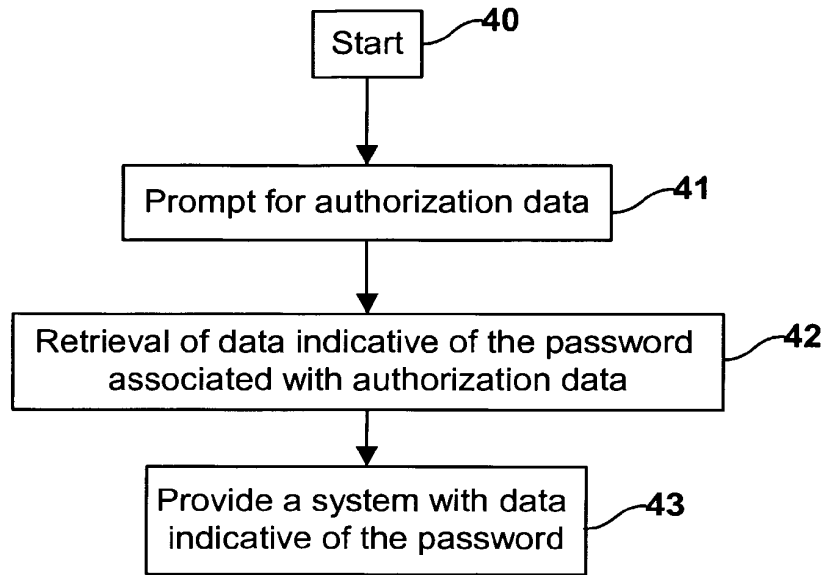 Start
40
Prompt for authorization data
41
Retrieval of data indicative of the password
associated with authorization data
42
Provide a system with data
indicative of the password
43